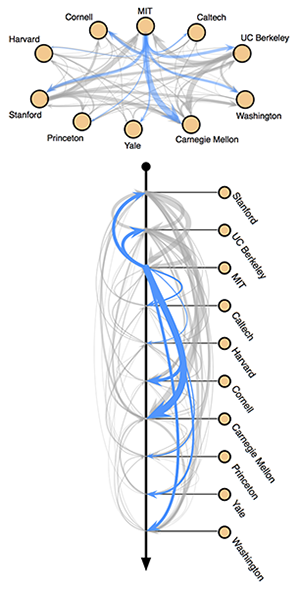 MIT
Cornell
Caltech
Harvard
UC Berkeley
Stanford
Washington
Princeton
Carnegie Mellon
Yale
Stanford
UC Berkeley
MIT
Caltech
Harvard
Cornell
Carnegie Mellon
Princeton
Yale
Washington